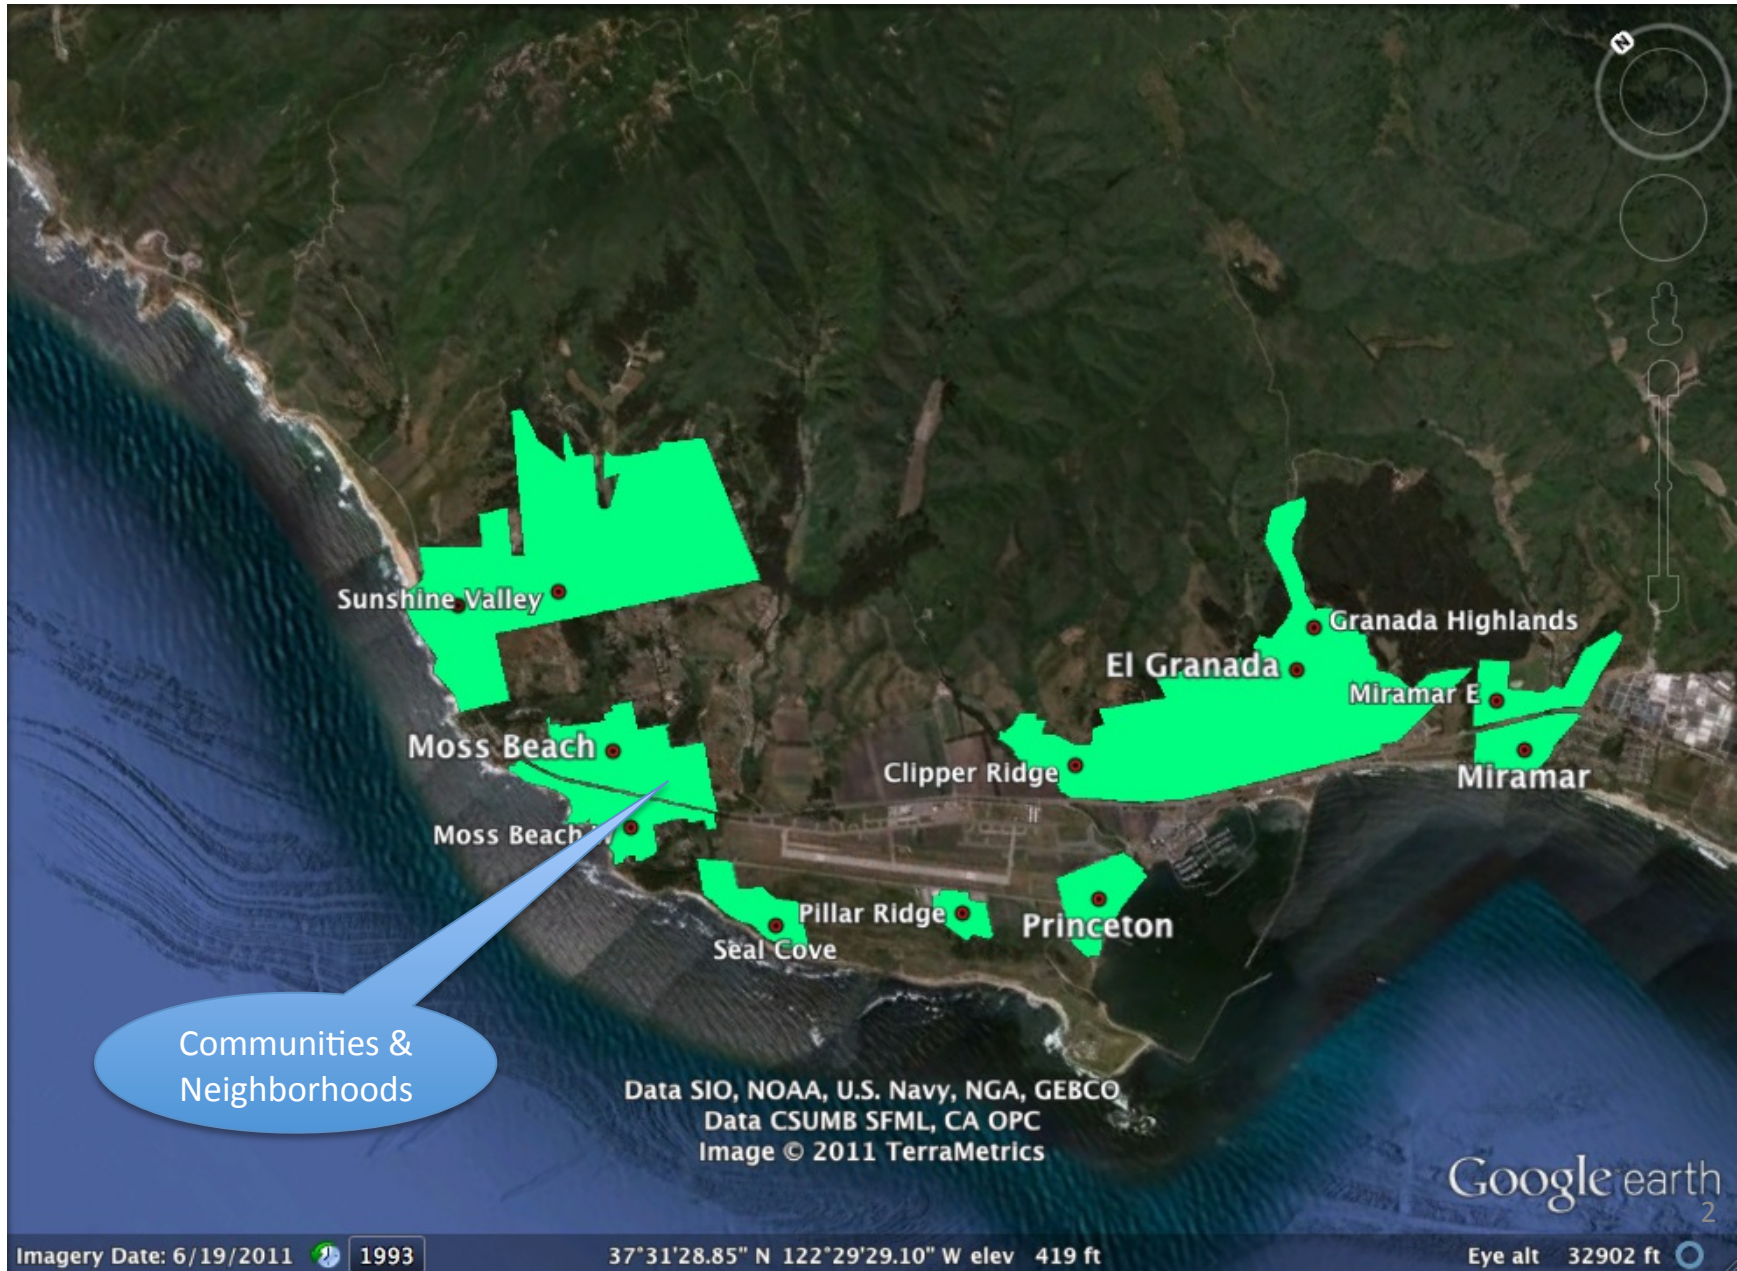 N
Sunshine Valley
Granada Highlands
El Granada
Miramar E
Moss Beach
Clipper Ridge
Miramar
Moss Beach
Pillar Ridge
Princeton
Seal Cove
Communities &
Neighborhoods
Data SIO, NOAA, U.S. Navy, NGA, GEBCO
Data CSUMB SFML, CA OPC
Image © 2011 TerraMetrics
Google earth
2
Imagery Date: 6/19/2011 1993 37°31'28.85" N 122°29'29.10" W elev 419 ft Eye alt 32902 ft